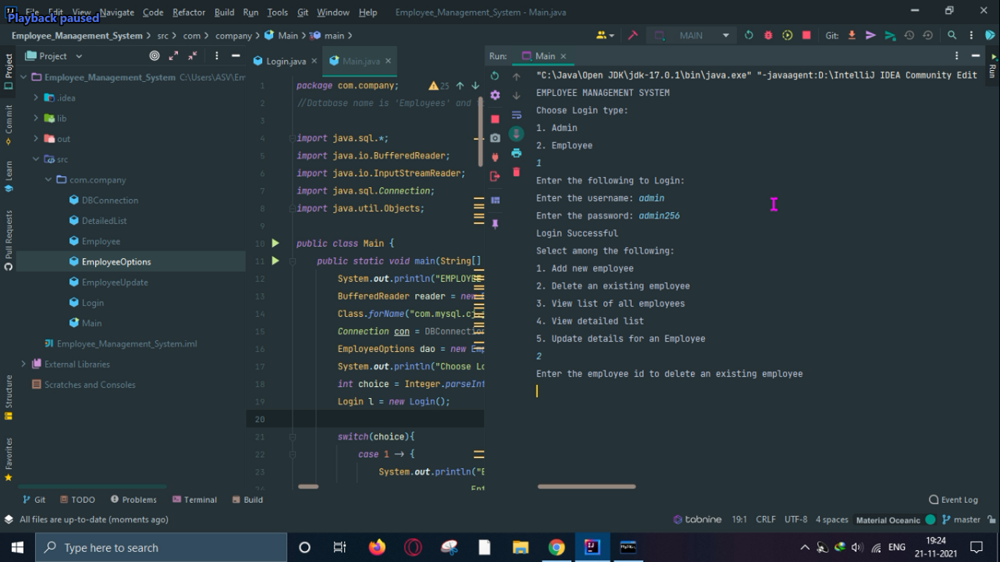 File Edit View Navigate Code Refactor Build Run Tools Git Window Help Employee_Management_System - Main.java
Playback paused
Employee_Management_System src com company Main main MAIN Git:
Project
Login.java Main.java
Run: Main
Employee_Management_System C:\Users\ASV\Em
.idea
lib
out
src
com.company
DBConnection
DetailedList
Employee
EmployeeOptions
EmployeeUpdate
Login
Main
Employee_Management_System.iml
External Libraries
Scratches and Consoles
Project
Commit
Learn
Pull Requests
Structure
Favorites
1 package com.company; 25
2 //Database name is 'Employees' and
3
4 import java.sql.*;
5 import java.io.BufferedReader;
6 import java.io.InputStreamReader;
7 import java.sql.Connection;
8 import java.util.Objects;
9
10 public class Main {
11 public static void main(String[]
12 System.out.println("EMPLOYEE
13 BufferedReader reader = new
14 Class.forName("com.mysql.cj
15 Connection con = DBConnection
16 EmployeeOptions dao = new Emp
17 System.out.println("Choose Lo
18 int choice = Integer.parseInt
19 Login l = new Login();
20
21 switch(choice){
22 case 1 -> {
23 System.out.println("E
24 Ent
"C:\Java\Open JDK\jdk-17.0.1\bin\java.exe" "-javaagent:D:\IntelliJ IDEA Community Edit
EMPLOYEE MANAGEMENT SYSTEM
Choose Login type:
1. Admin
2. Employee
1
Enter the following to Login:
Enter the username: admin
Enter the password: admin256
Login Successful
Select among the following:
1. Add new employee
2. Delete an existing employee
3. View list of all employees
4. View detailed list
5. Update details for an Employee
2
Enter the employee id to delete an existing employee
Run
Git TODO Problems Terminal Build Event Log
All files are up-to-date (moments ago) tabnine 19:1 CRLF UTF-8 4 spaces Material Oceanic master
Type here to search
ENG
19:24
21-11-2021